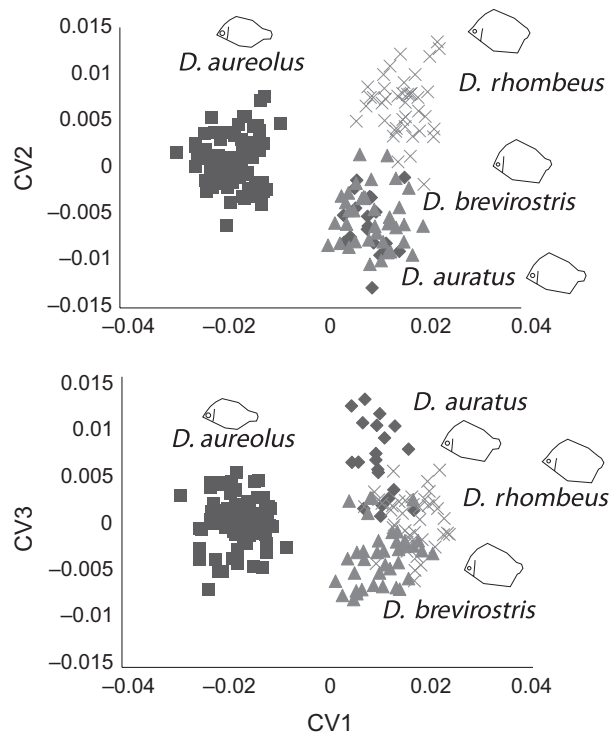 0.015
D. aureolus
D. rhombeus
0.01
0.005
CV2
0
D. brevirostris
–0.005
–0.01
D. auratus
–0.015
–0.04 –0.02 0 0.02 0.04
0.015
D. auratus
D. aureolus
0.01
D. rhombeus
0.005
CV3
0
–0.005
D. brevirostris
–0.01
–0.015
–0.04 –0.02 0 0.02 0.04
CV1